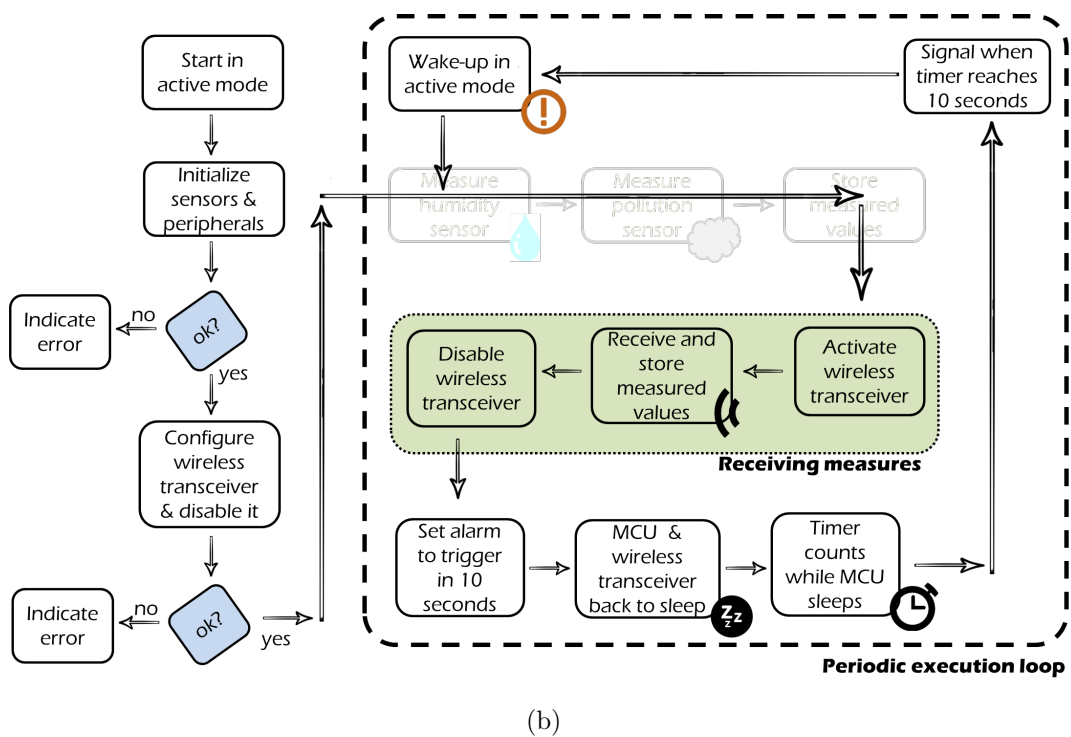 Start in
active mode
Initialize
sensors &
peripherals
ok?
no
Indicate
error
yes
Configure
wireless
transceiver
& disable it
ok?
no
Indicate
error
yes
Wake-up in
active mode
Signal when
timer reaches
10 seconds
Measure
humidity
sensor
Measure
pollution
sensor
Store
measured
values
Activate
wireless
transceiver
Receive and
store
measured
values
Disable
wireless
transceiver
Receiving measures
Set alarm
to trigger
in 10
seconds
MCU &
wireless
transceiver
back to sleep
Zzz
Timer
counts
while MCU
sleeps
Periodic execution loop
(b)